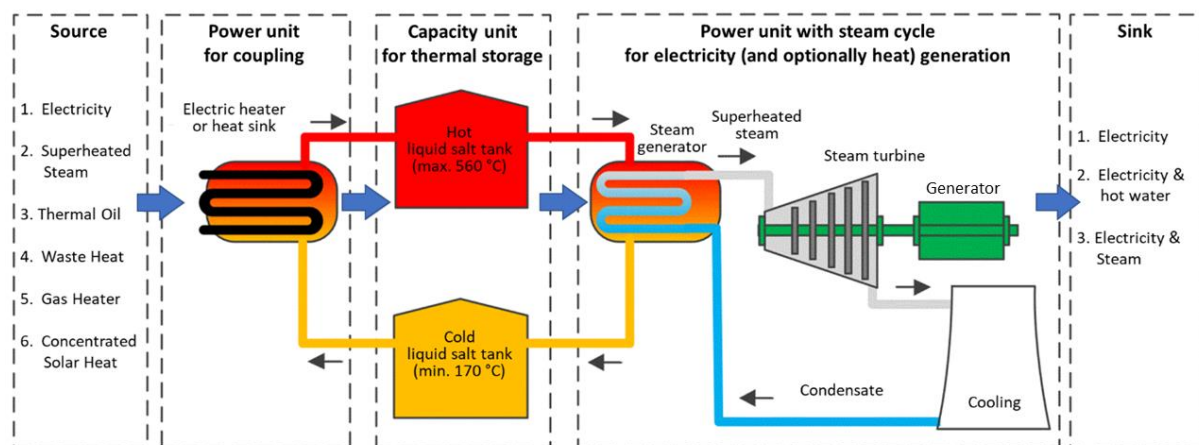 Source
1. Electricity
2. Superheated
Steam
3. Thermal Oil
4. Waste Heat
5. Gas Heater
6. Concentrated
Solar Heat
Power unit
for coupling
Electric heater
or heat sink
Capacity unit
for thermal storage
Hot
liquid salt tank
(max. 560 °C)
Cold
liquid salt tank
(min. 170 °C)
Power unit with steam cycle
for electricity (and optionally heat) generation
Steam
generator
Superheated
steam
Steam turbine
Generator
Condensate
Cooling
Sink
1. Electricity
2. Electricity &
hot water
3. Electricity &
Steam